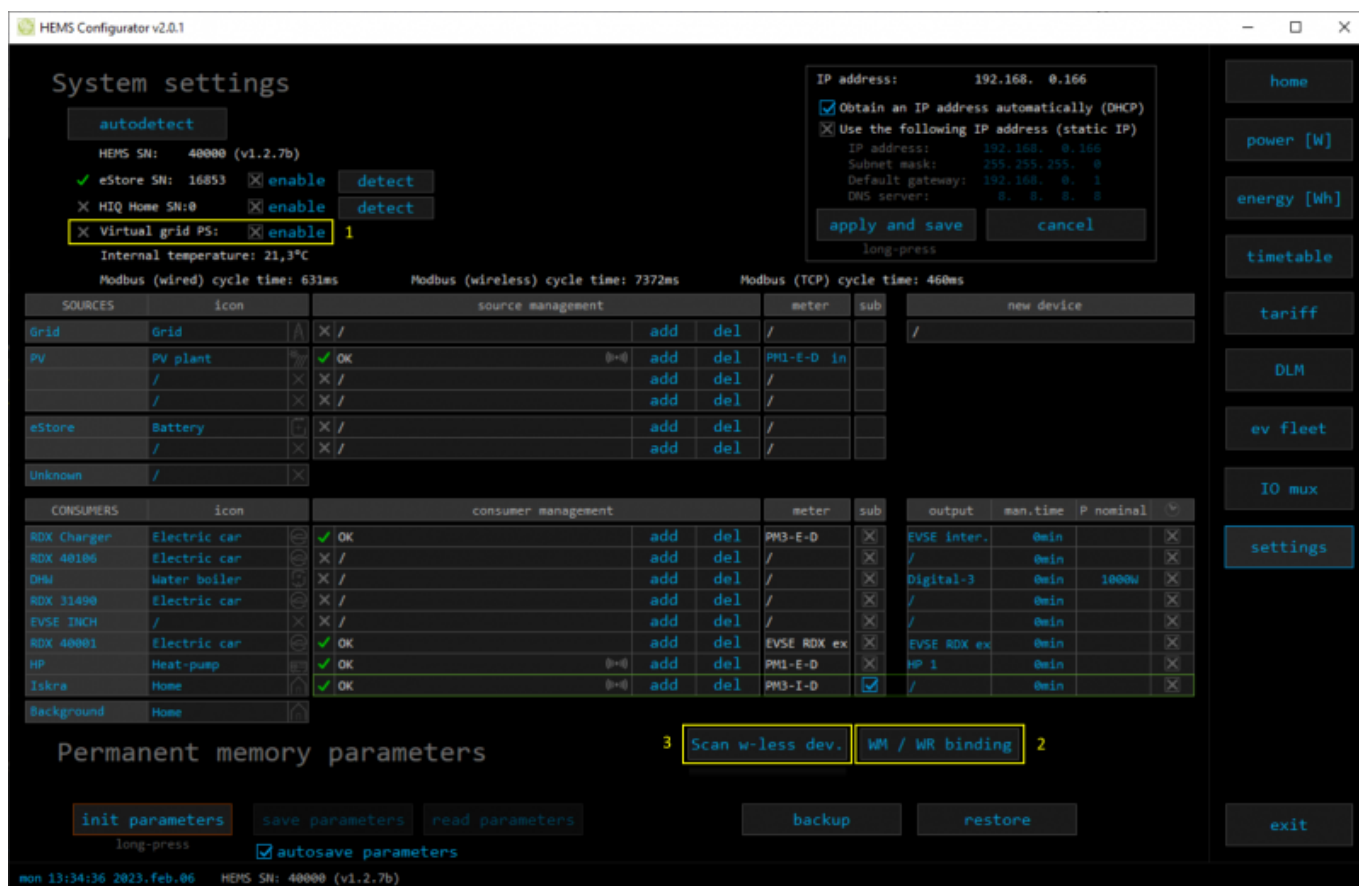 HEMS Configurator v2.0.1
System settings
autodetect
HEMS SN: 40000 (v1.2.7b)
eStore SN: 16853 enable detect
HIQ Home SN:0 enable detect
Virtual grid PS: enable 1
Internal temperature: 21,3°C
Modbus (wired) cycle time: 631ms Modbus (wireless) cycle time: 7372ms Modbus (TCP) cycle time: 460ms
IP address: 192.168. 0.166
Obtain an IP address automatically (DHCP)
Use the following IP address (static IP)
IP address: 192.168. 0.166
Subnet mask: 255.255.255. 0
Default gateway: 192.168. 0. 1
DNS server: 8. 8. 8. 8
apply and save cancel
long-press
SOURCES icon source management meter sub new device
Grid Grid / add del / /
PV PV plant OK add del PM1-E-D in
/ / add del /
/ / add del /
eStore Battery / add del /
/ / add del /
Unknown /
CONSUMERS icon consumer management meter sub output man.time P nominal
RDX Charger Electric car OK add del PM3-E-D EVSE inter. 0min
RDX 40106 Electric car / add del / / 0min
DHW Water boiler / add del / Digital-3 0min 1000W
RDX 31490 Electric car / add del / / 0min
EVSE INCH / / add del / / 0min
RDX 40001 Electric car OK add del EVSE RDX ex EVSE RDX ex 0min
HP Heat-pump OK add del PM1-E-D HP 1 0min
Iskra Home OK add del PM3-I-D / 0min
Background Home
3 Scan w-less dev. WM / WR binding 2
Permanent memory parameters
init parameters save parameters read parameters backup restore
long-press
autosave parameters
mon 13:34:36 2023.feb.06 HEMS SN: 40000 (v1.2.7b)
home
power [W]
energy [Wh]
timetable
tariff
DLM
ev fleet
IO mux
settings
exit